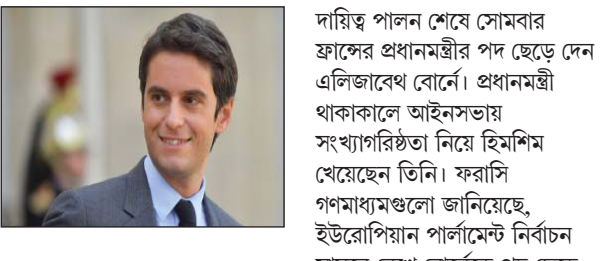 দায়িত্ব পালন শেষে সোমবার
ফ্রান্সের প্রধানমন্ত্রীর পদ ছেড়ে দেন
এলিজাবেথ বোর্নে। প্রধানমন্ত্রী
থাকাকালে আইনসভায়
সংখ্যাগরিষ্ঠতা নিয়ে হিমশিম
খেয়েছেন তিনি। ফরাসি
গণমাধ্যমগুলো জানিয়েছে,
ইউরোপিয়ান পার্লামেন্ট নির্বাচন